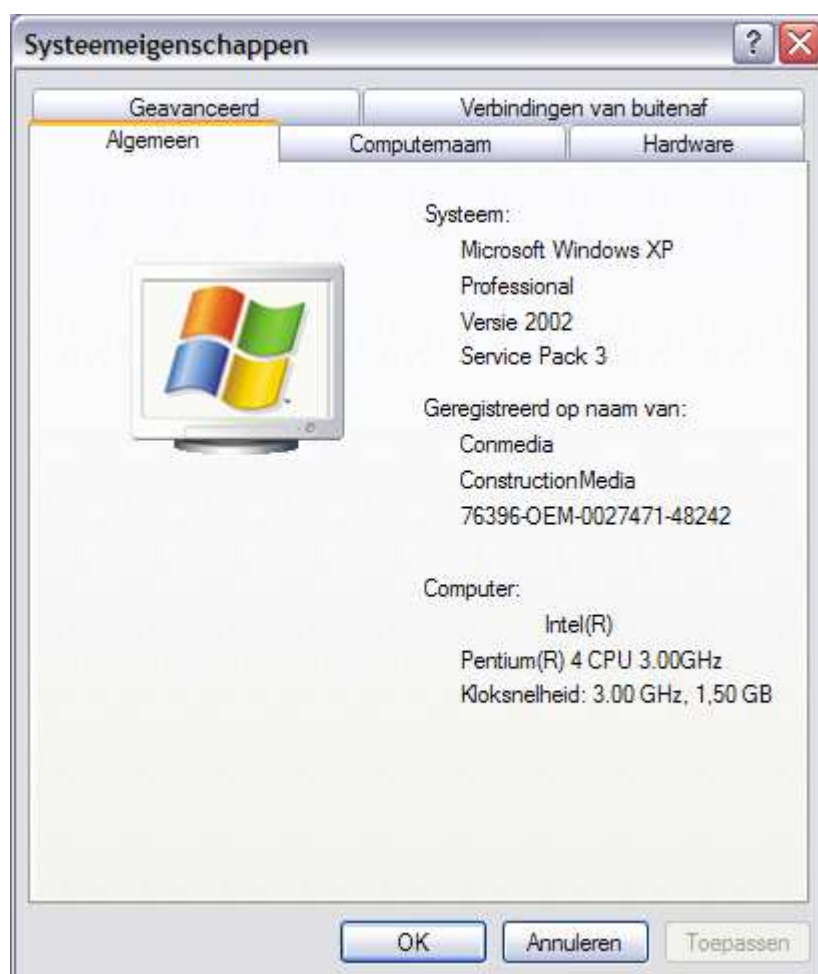 Systeemeigenschappen
Geavanceerd
Verbindingen van buitenaf
Algemeen
Computernaam
Hardware
Systeem:
Microsoft Windows XP
Professional
Versie 2002
Service Pack 3
Geregistreerd op naam van:
Conmedia
ConstructionMedia
76396-OEM-0027471-48242
Computer:
Intel(R)
Pentium(R) 4 CPU 3.00GHz
Kloksnelheid: 3.00 GHz, 1,50 GB
OK
Annuleren
Toepassen